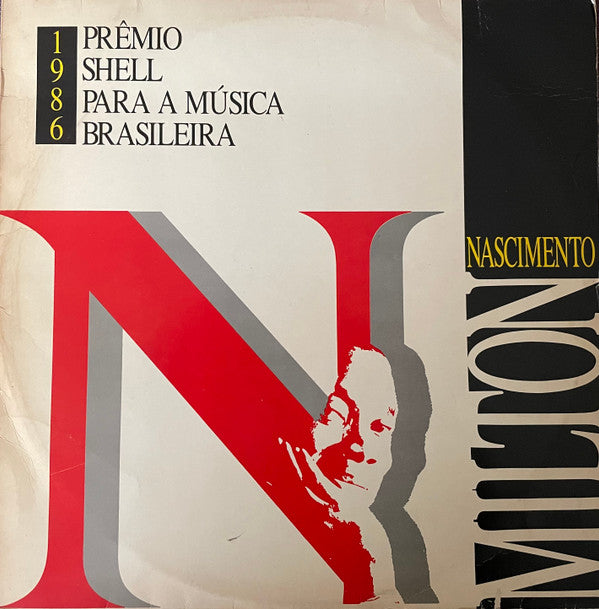 1986
PRÊMIO
SHELL
PARA A MÚSICA
BRASILEIRA
NASCIMENTO
MILTON
N